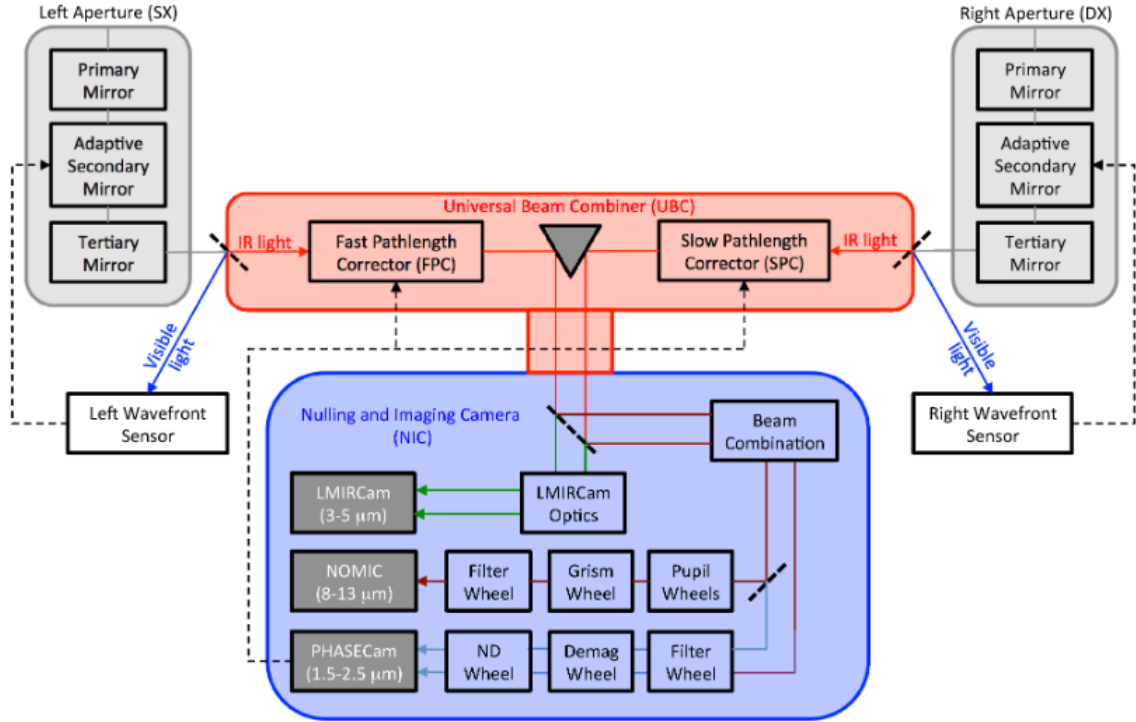 Left Aperture (SX)
Right Aperture (DX)
Primary
Mirror
Primary
Mirror
Adaptive
Secondary
Mirror
Adaptive
Secondary
Mirror
Tertiary
Mirror
Tertiary
Mirror
Universal Beam Combiner (UBC)
IR light
Fast Pathlength
Corrector (FPC)
Slow Pathlength
Corrector (SPC)
IR light
Visible
light
Visible
light
Left Wavefront
Sensor
Right Wavefront
Sensor
Nulling and Imaging Camera
(NIC)
Beam
Combination
LMIRCam
(3-5 μm)
LMIRCam
Optics
NOMIC
(8-13 μm)
Filter
Wheel
Grism
Wheel
Pupil
Wheels
PHASECam
(1.5-2.5 μm)
ND
Wheel
Demag
Wheel
Filter
Wheel